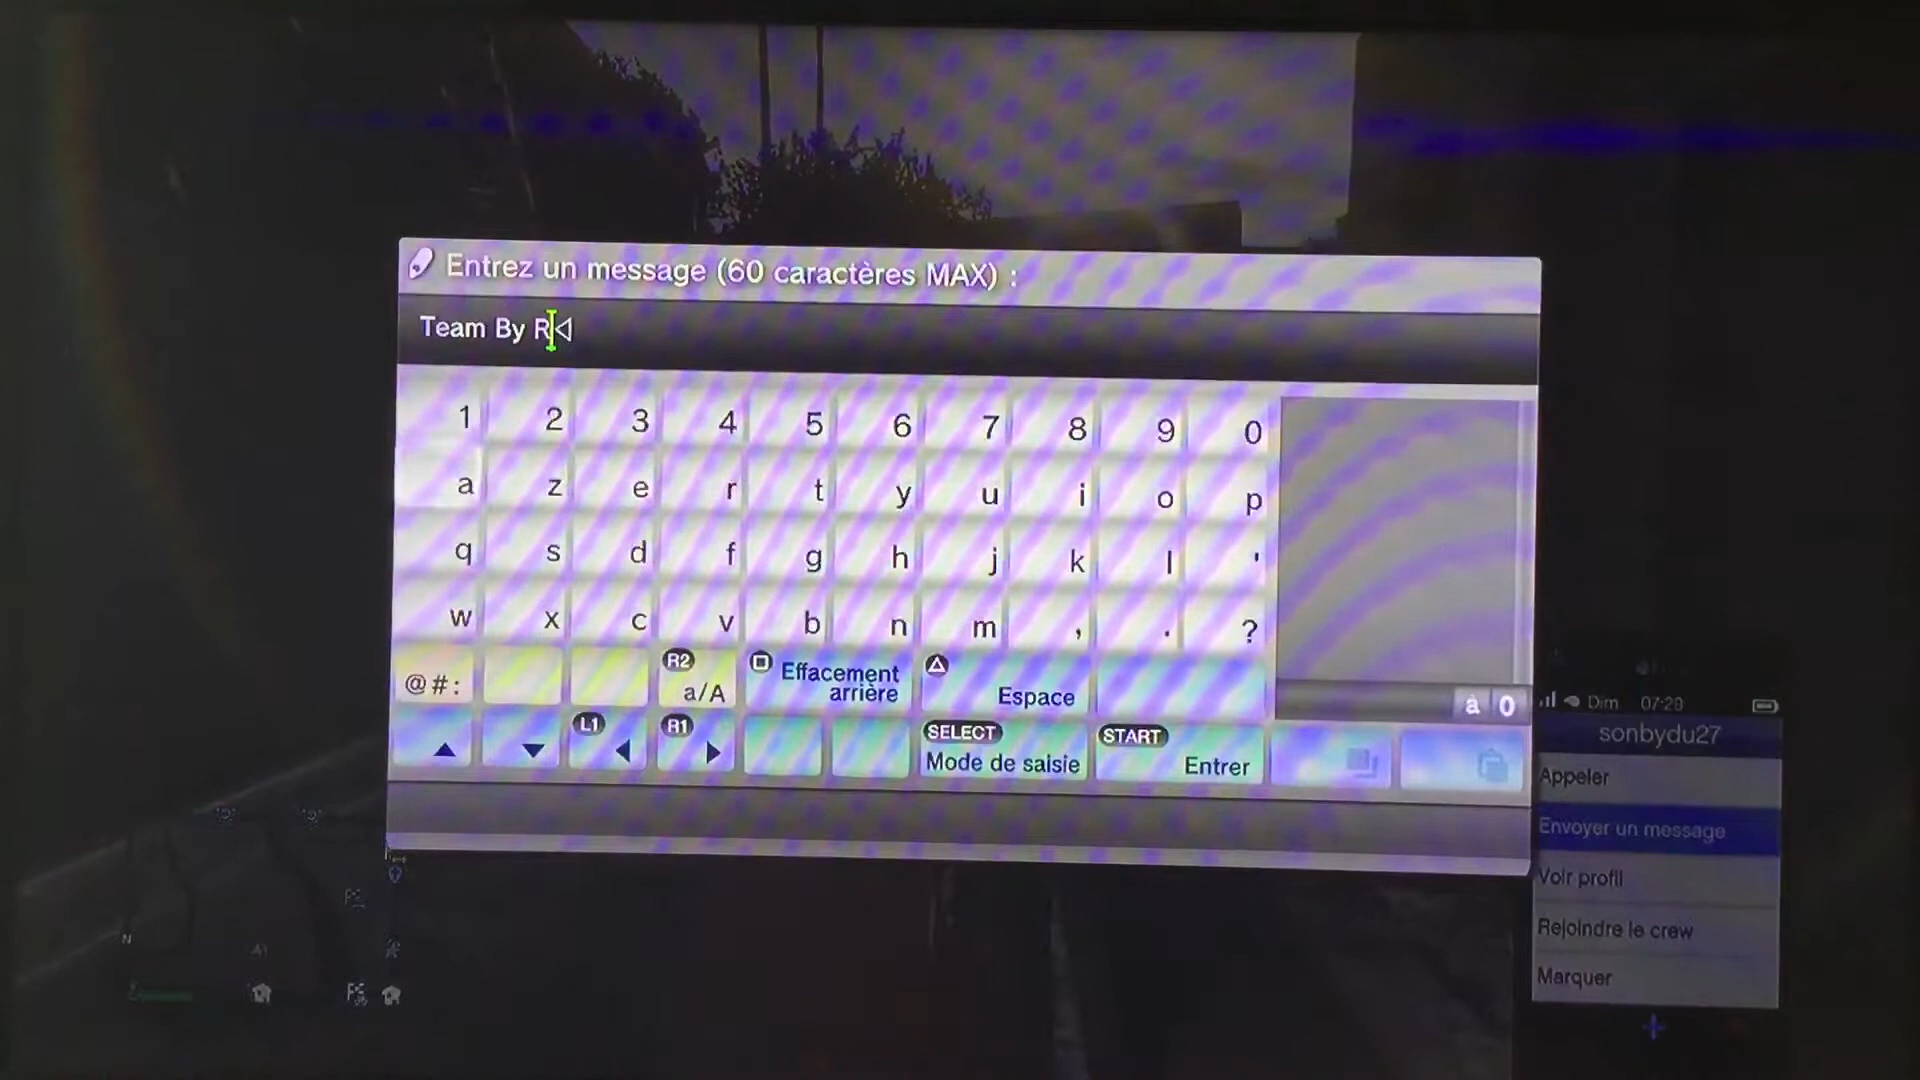 Entrez un message (60 caractères MAX) :
Team By R
1 2 3 4 5 6 7 8 9 0
a z e r t y u i o p
q s d f g h j k l '
w x c v b n m , . ?
@#: R2 a/A Effacement arrière Espace
a 0
L1 R1 SELECT Mode de saisie START Entrer
Dim 07:20
sonbydu27
Appeler
Envoyer un message
Voir profil
Rejoindre le crew
Marquer
N